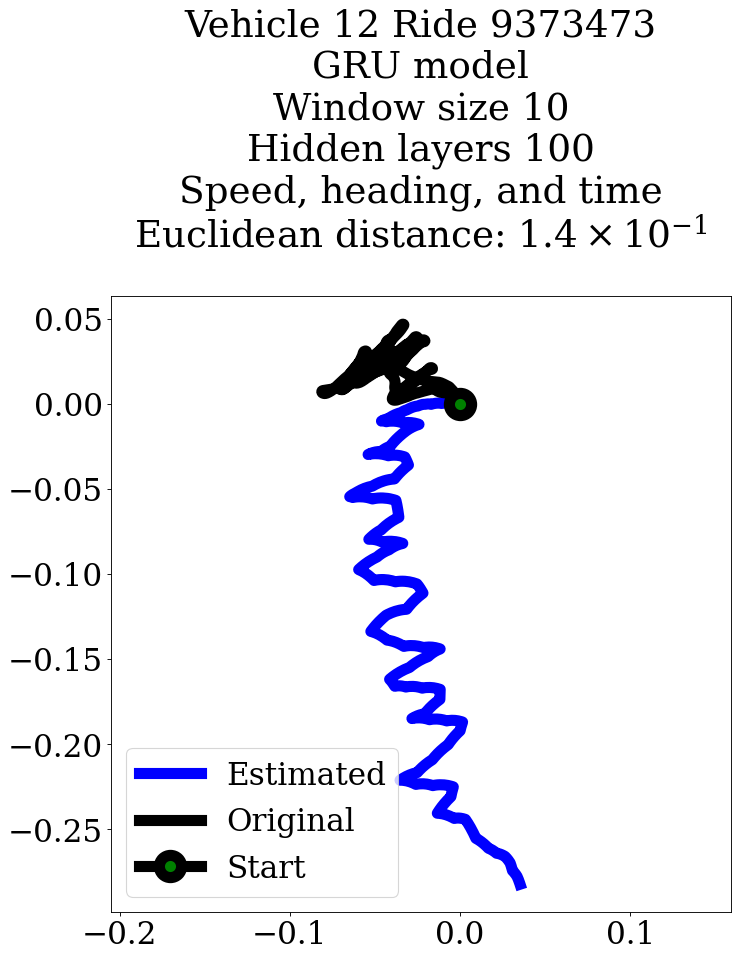 Vehicle 12 Ride 9373473
GRU model
Window size 10
Hidden layers 100
Speed, heading, and time
Euclidean distance: 1.4 × 10⁻¹
0.05
0.00
−0.05
−0.10
−0.15
−0.20
−0.25
Estimated
Original
Start
−0.2
−0.1
0.0
0.1